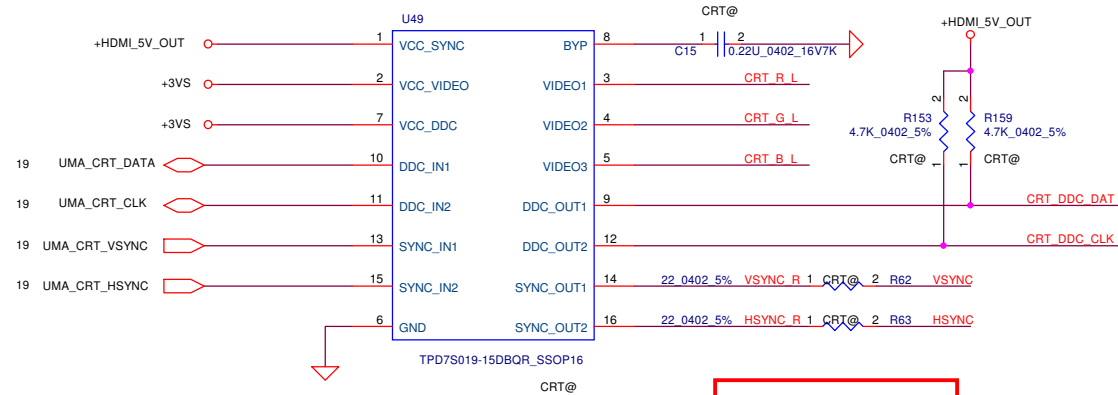 U49
CRT@
+HDMI_5V_OUT
+HDMI_5V_OUT 1 VCC_SYNC BYP 8 1 2
C15 0.22U_0402_16V7K
+3VS 2 VCC_VIDEO VIDEO1 3 CRT_R_L
2 2
R153 R159
4.7K_0402_5% 4.7K_0402_5%
+3VS 7 VCC_DDC VIDEO2 4 CRT_G_L
CRT@ CRT@
1 1
19 UMA_CRT_DATA 10 DDC_IN1 VIDEO3 5 CRT_B_L
19 UMA_CRT_CLK 11 DDC_IN2 DDC_OUT1 9 CRT_DDC_DAT
19 UMA_CRT_VSYNC 13 SYNC_IN1 DDC_OUT2 12 CRT_DDC_CLK
19 UMA_CRT_HSYNC 15 SYNC_IN2 SYNC_OUT1 14 22_0402_5% VSYNC_R 1 CRT@ 2 R62 VSYNC
6 GND SYNC_OUT2 16 22_0402_5% HSYNC_R 1 CRT@ 2 R63 HSYNC
TPD7S019-15DBQR_SSOP16
CRT@